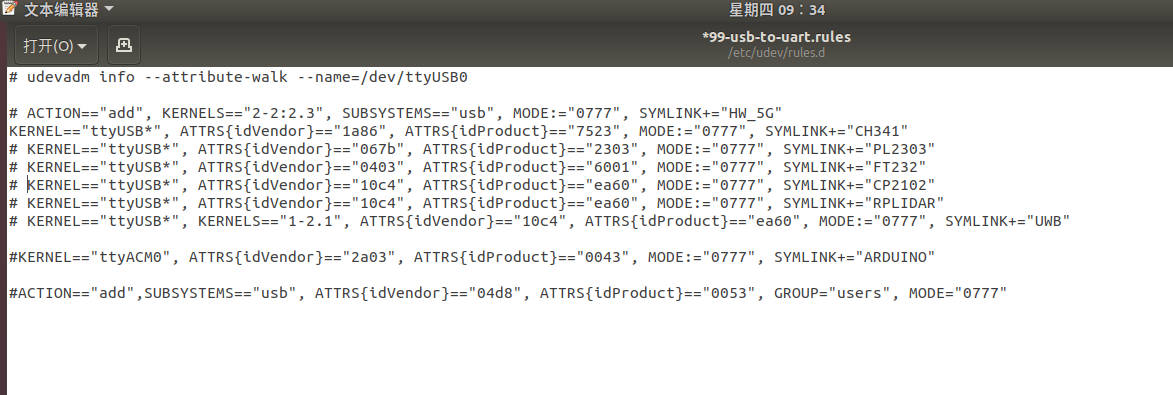 文本编辑器
星期四 09：34
打开(O)
*99-usb-to-uart.rules
/etc/udev/rules.d
# udevadm info --attribute-walk --name=/dev/ttyUSB0
# ACTION=="add", KERNELS=="2-2:2.3", SUBSYSTEMS=="usb", MODE:="0777", SYMLINK+="HW_5G"
KERNEL=="ttyUSB*", ATTRS{idVendor}=="1a86", ATTRS{idProduct}=="7523", MODE:="0777", SYMLINK+="CH341"
# KERNEL=="ttyUSB*", ATTRS{idVendor}=="067b", ATTRS{idProduct}=="2303", MODE:="0777", SYMLINK+="PL2303"
# KERNEL=="ttyUSB*", ATTRS{idVendor}=="0403", ATTRS{idProduct}=="6001", MODE:="0777", SYMLINK+="FT232"
# KERNEL=="ttyUSB*", ATTRS{idVendor}=="10c4", ATTRS{idProduct}=="ea60", MODE:="0777", SYMLINK+="CP2102"
# KERNEL=="ttyUSB*", ATTRS{idVendor}=="10c4", ATTRS{idProduct}=="ea60", MODE:="0777", SYMLINK+="RPLIDAR"
# KERNEL=="ttyUSB*", KERNELS=="1-2.1", ATTRS{idVendor}=="10c4", ATTRS{idProduct}=="ea60", MODE:="0777", SYMLINK+="UWB"
#KERNEL=="ttyACM0", ATTRS{idVendor}=="2a03", ATTRS{idProduct}=="0043", MODE:="0777", SYMLINK+="ARDUINO"
#ACTION=="add",SUBSYSTEMS=="usb", ATTRS{idVendor}=="04d8", ATTRS{idProduct}=="0053", GROUP="users", MODE="0777"